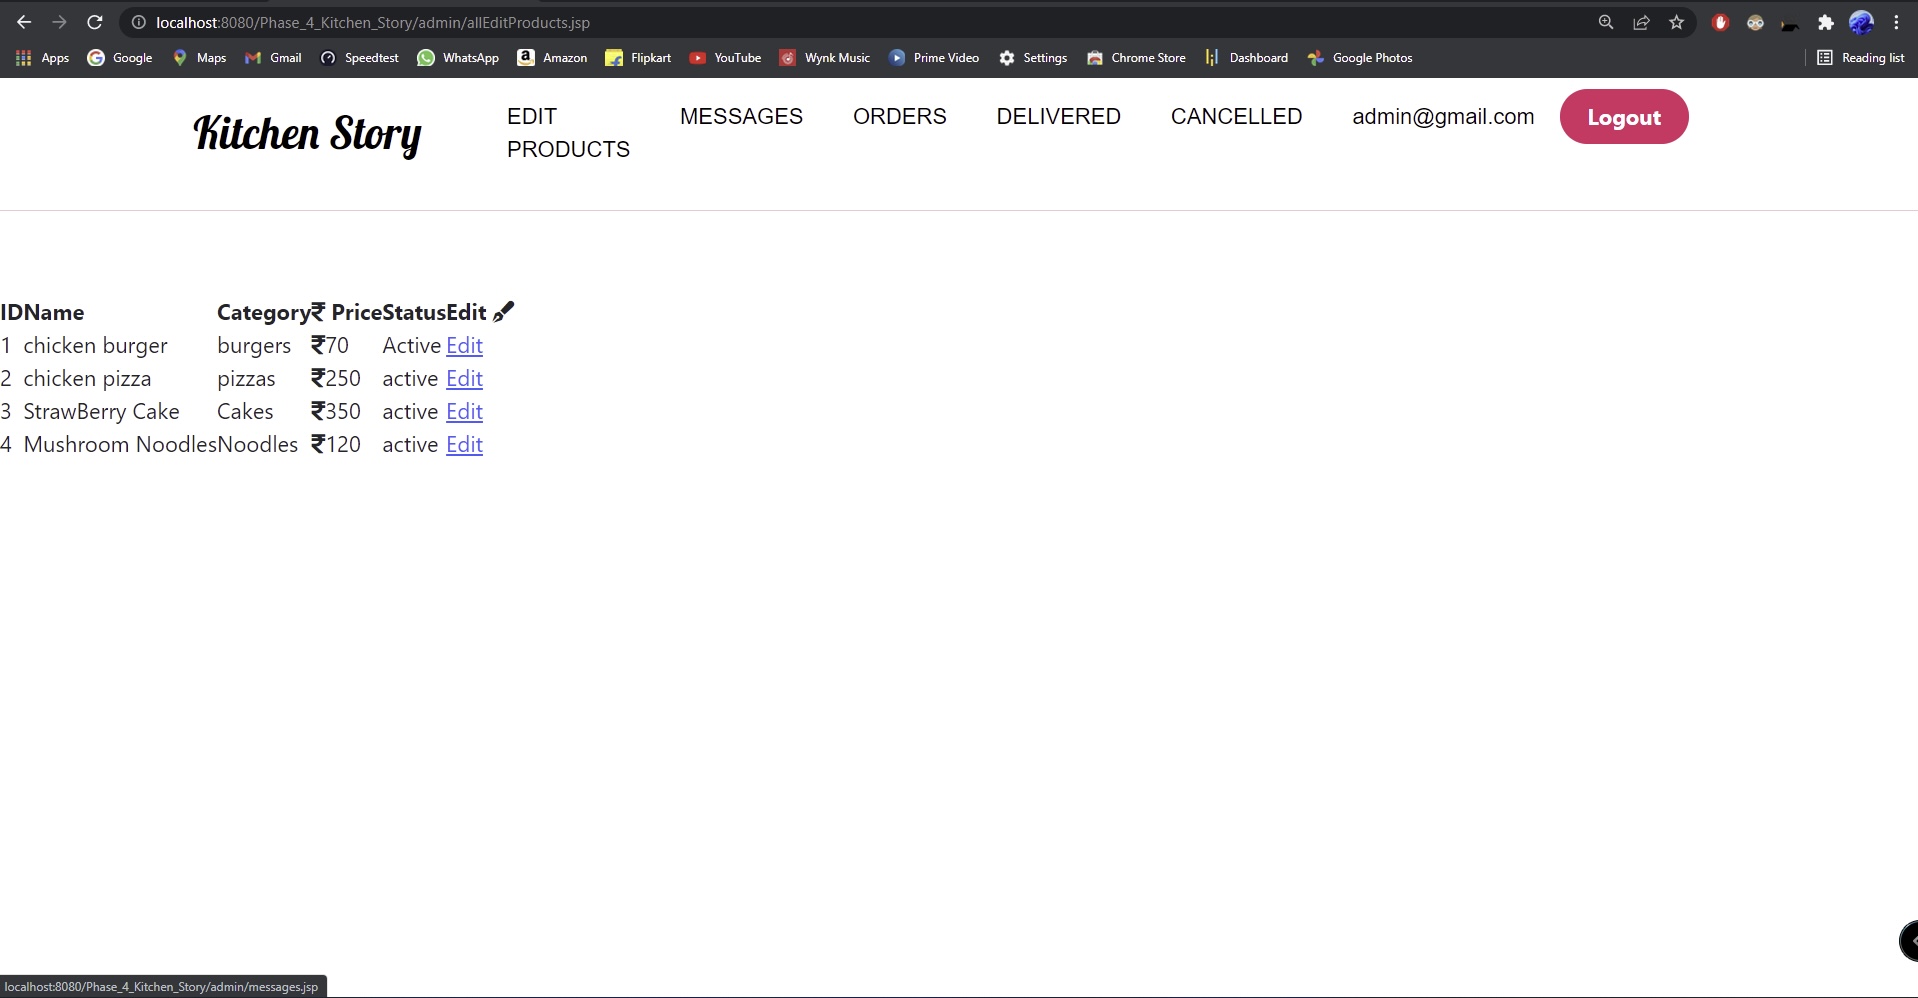 localhost:8080/Phase_4_Kitchen_Story/admin/allEditProducts.jsp
Apps Google Maps Gmail Speedtest WhatsApp Amazon Flipkart YouTube Wynk Music Prime Video Settings Chrome Store Dashboard Google Photos Reading list
Kitchen Story EDIT PRODUCTS MESSAGES ORDERS DELIVERED CANCELLED admin@gmail.com Logout
ID Name Category ₹ Price Status Edit
1 chicken burger burgers ₹70 Active Edit
2 chicken pizza pizzas ₹250 active Edit
3 StrawBerry Cake Cakes ₹350 active Edit
4 Mushroom Noodles Noodles ₹120 active Edit
localhost:8080/Phase_4_Kitchen_Story/admin/messages.jsp